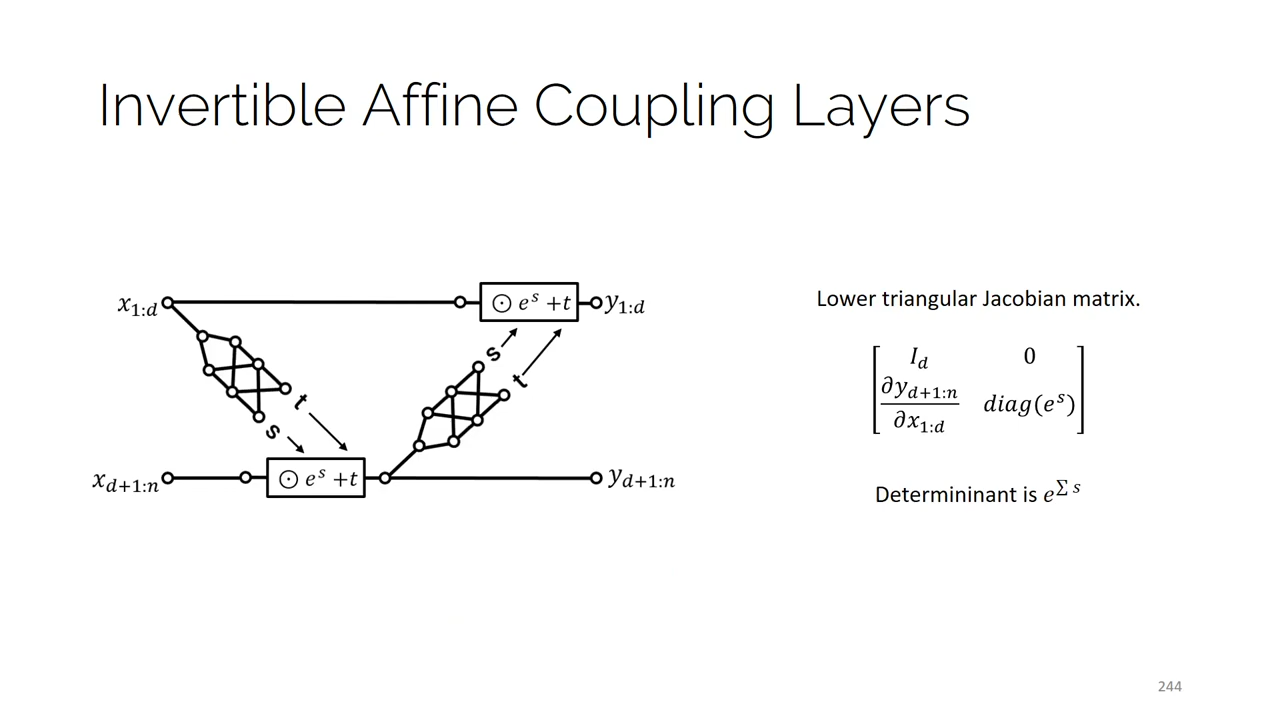 Invertible Affine Coupling Layers
x_{1:d}
⊙ e^s +t
y_{1:d}
s
t
t
s
x_{d+1:n}
⊙ e^s +t
y_{d+1:n}
Lower triangular Jacobian matrix.
I_d 0
∂y_{d+1:n}
∂x_{1:d}
diag(e^s)
Determininant is e^{Σ s}
244